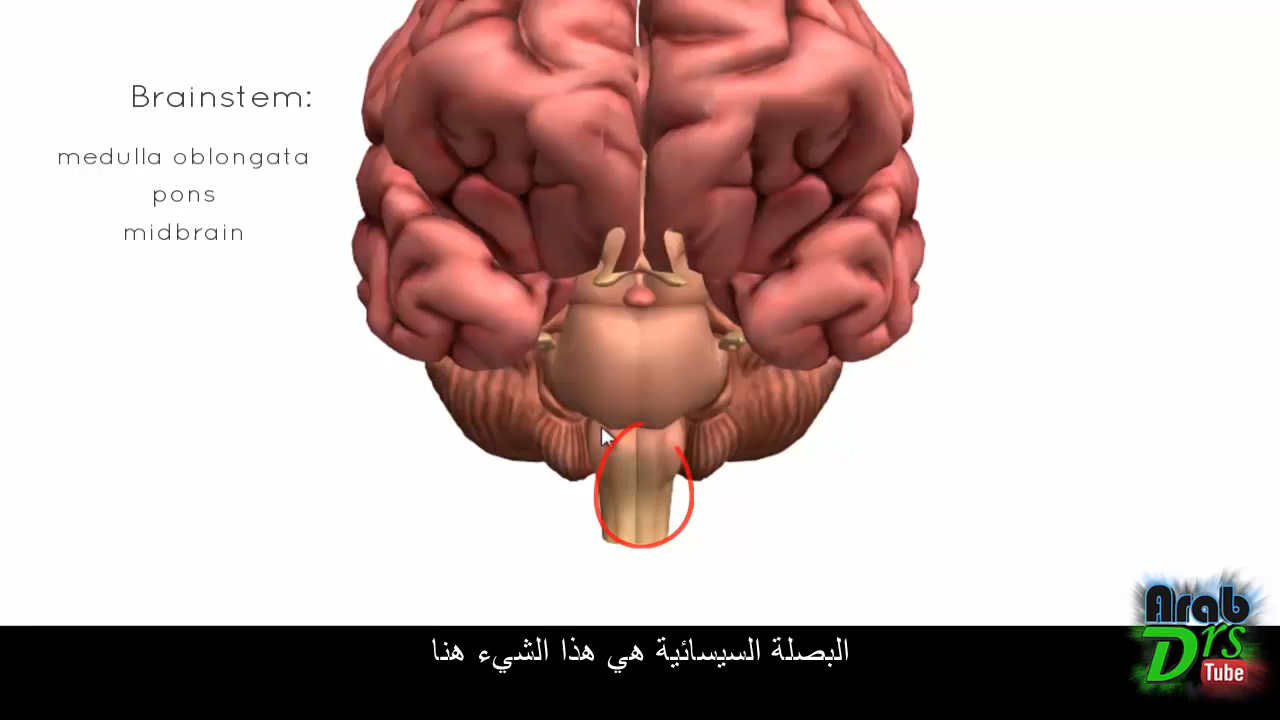 Brainstem:
medulla oblongata
pons
midbrain
البصلة السيسائية هي هذا الشيء هنا
Arab
Drs
Tube